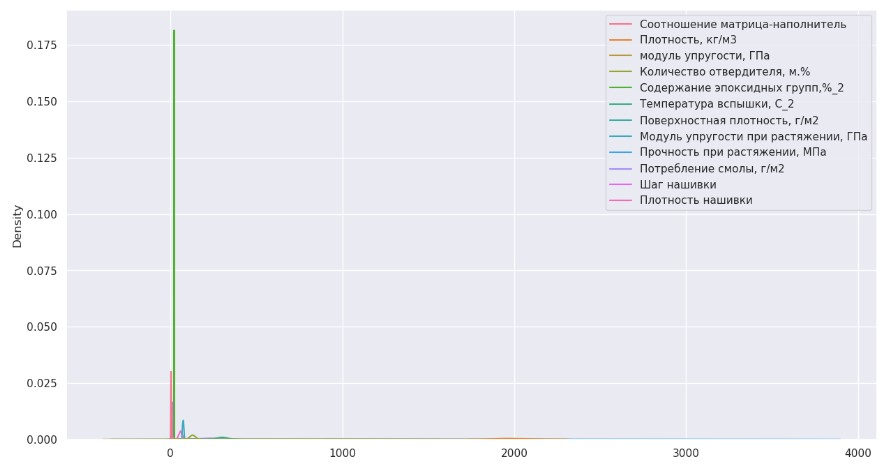 0.175
0.150
0.125
0.100
0.075
0.050
0.025
0.000
Density
0
1000
2000
3000
4000
Соотношение матрица-наполнитель
Плотность, кг/м3
модуль упругости, ГПа
Количество отвердителя, м.%
Содержание эпоксидных групп,%_2
Температура вспышки, С_2
Поверхностная плотность, г/м2
Модуль упругости при растяжении, ГПа
Прочность при растяжении, МПа
Потребление смолы, г/м2
Шаг нашивки
Плотность нашивки